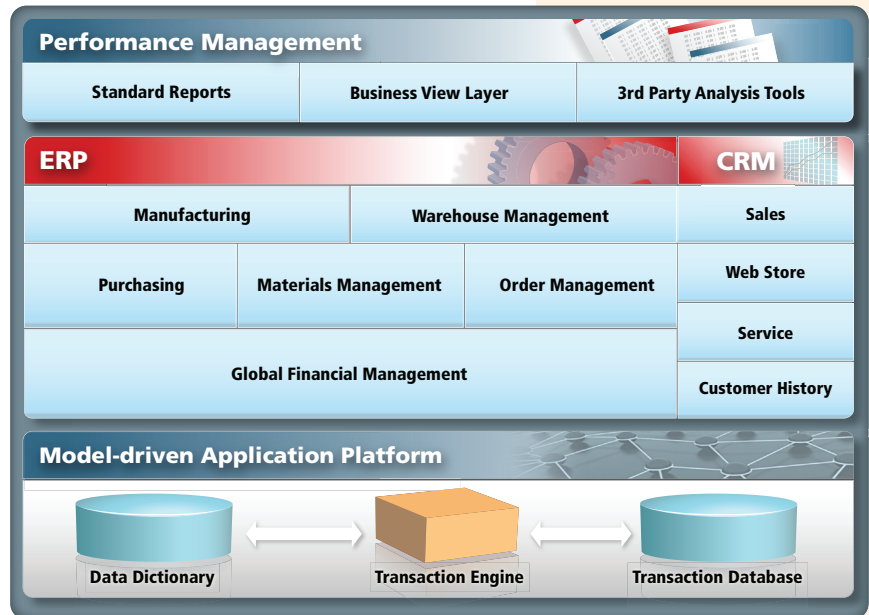 Performance Management
Standard Reports
Business View Layer
3rd Party Analysis Tools
ERP
CRM
Manufacturing
Warehouse Management
Sales
Purchasing
Materials Management
Order Management
Web Store
Service
Global Financial Management
Customer History
Model-driven Application Platform
Data Dictionary
Transaction Engine
Transaction Database